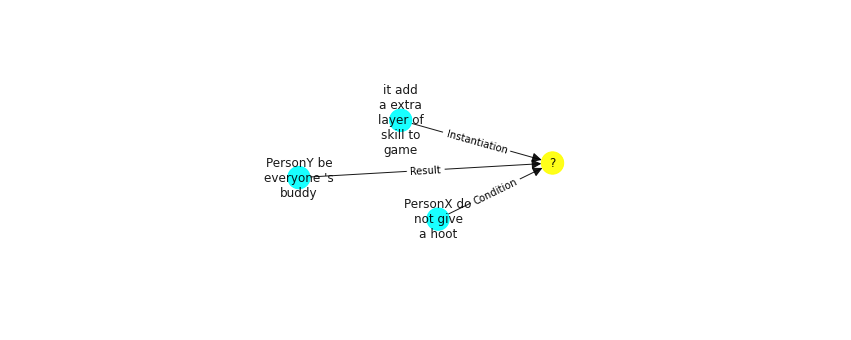 it add
a extra
layer of
skill to
game
Instantiation
PersonY be
everyone 's
buddy
Result
?
PersonX do
not give
a hoot
Condition